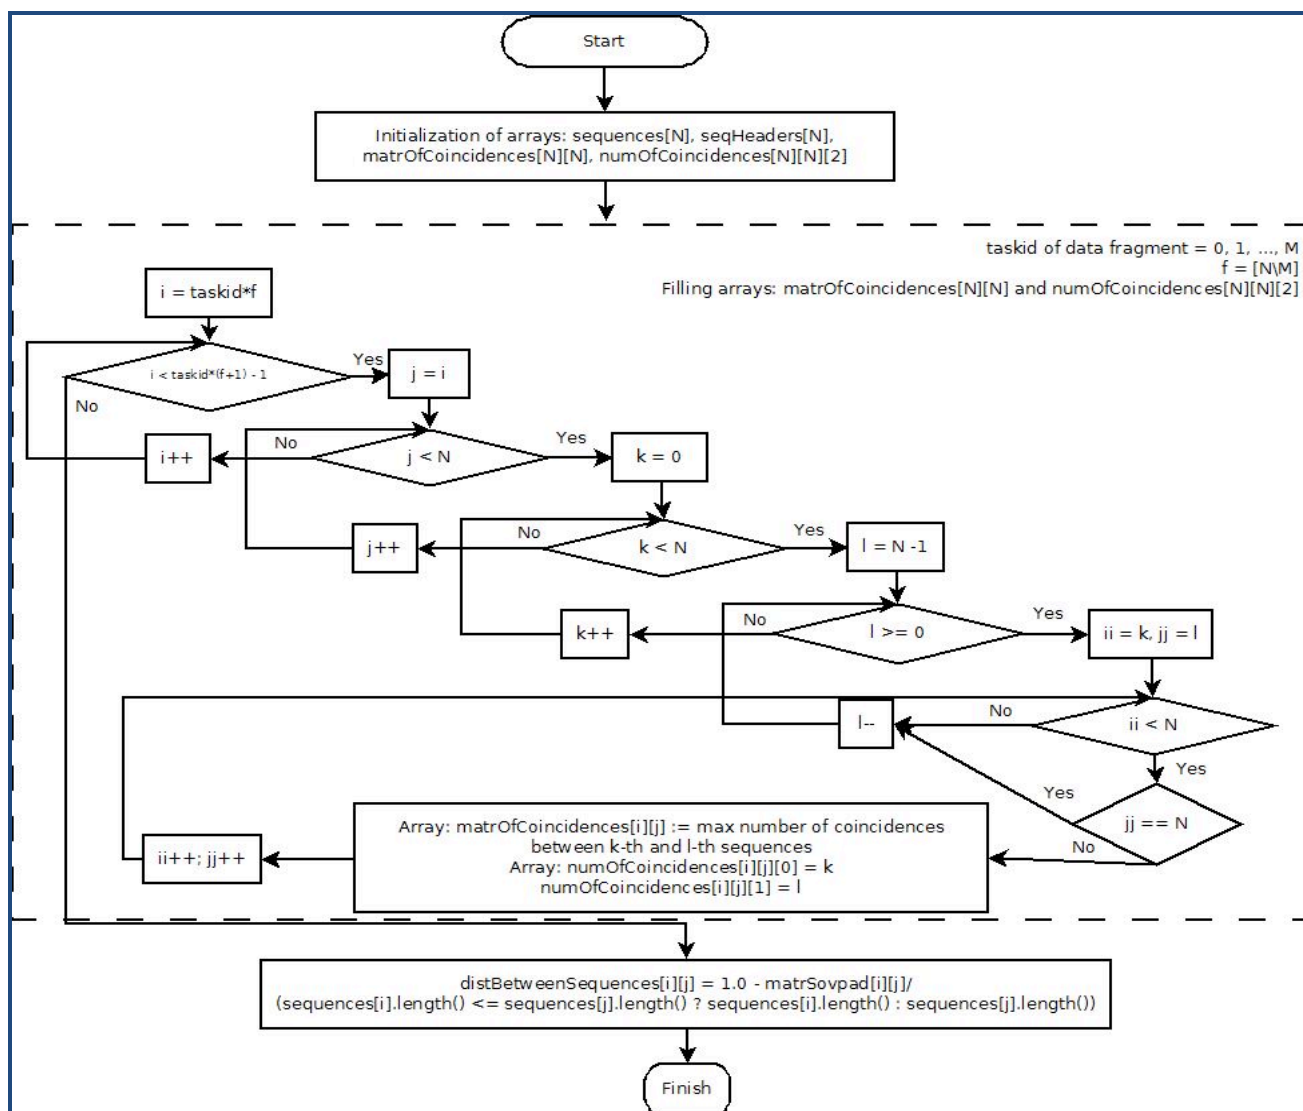 Start
Initialization of arrays: sequences[N], seqHeaders[N],
matrOfCoincidences[N][N], numOfCoincidences[N][N][2]
taskid of data fragment = 0, 1, ..., M
f = [N\M]
Filling arrays: matrOfCoincidences[N][N] and numOfCoincidences[N][N][2]
i = taskid*f
i < taskid*(f+1) - 1
Yes
No
j = i
i++
No
j < N
Yes
k = 0
j++
No
k < N
Yes
l = N -1
k++
No
l >= 0
Yes
ii = k, jj = l
l--
No
ii < N
Yes
Yes
jj == N
No
Array: matrOfCoincidences[i][j] := max number of coincidences
between k-th and l-th sequences
Array: numOfCoincidences[i][j][0] = k
numOfCoincidences[i][j][1] = l
ii++; jj++
distBetweenSequences[i][j] = 1.0 - matrSovpad[i][j]/
(sequences[i].length() <= sequences[j].length() ? sequences[i].length() : sequences[j].length())
Finish